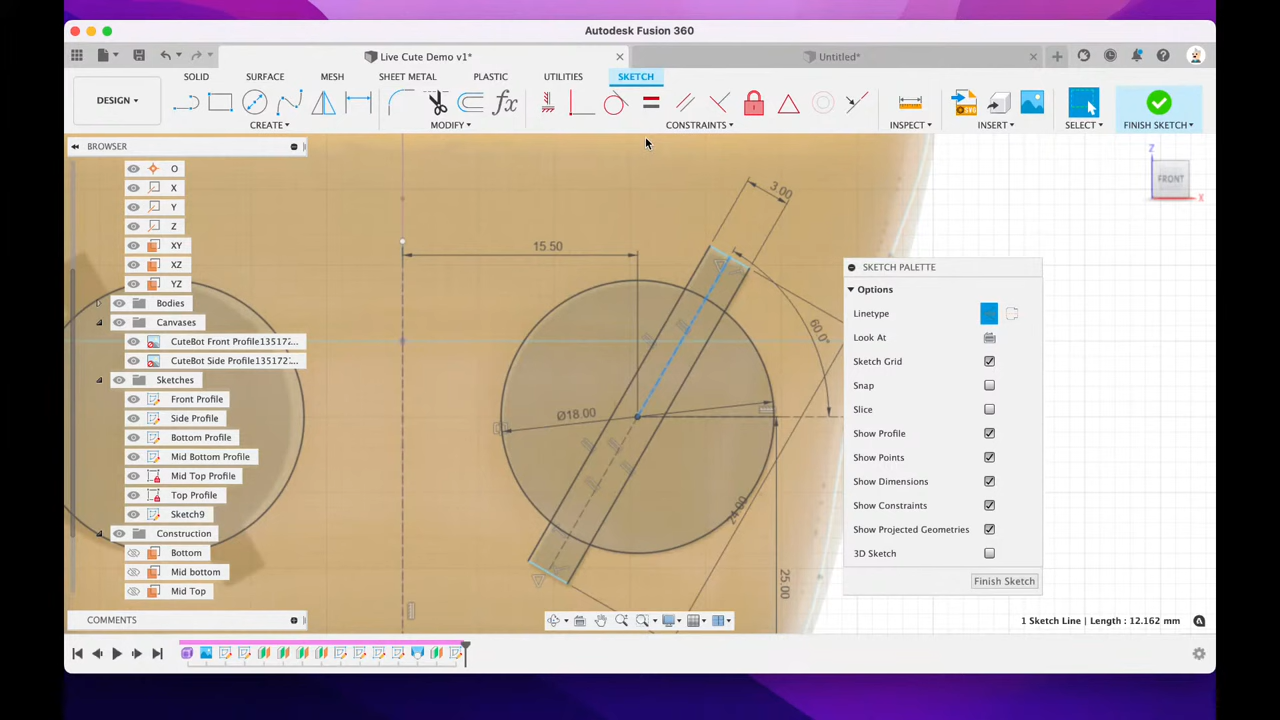 Autodesk Fusion 360
Live Cute Demo v1*
Untitled*
SOLID SURFACE MESH SHEET METAL PLASTIC UTILITIES SKETCH
DESIGN
CREATE MODIFY CONSTRAINTS INSPECT INSERT SELECT FINISH SKETCH
BROWSER
O
X
Y
Z
XY
XZ
YZ
Bodies
Canvases
CuteBot Front Profile135172...
CuteBot Side Profile135172...
Sketches
Front Profile
Side Profile
Bottom Profile
Mid Bottom Profile
Mid Top Profile
Top Profile
Sketch9
Construction
Bottom
Mid bottom
Mid Top
COMMENTS
15.50
3.00
60.0°
Ø18.00
24.00
25.00
Z
FRONT
X
SKETCH PALETTE
Options
Linetype
Look At
Sketch Grid
Snap
Slice
Show Profile
Show Points
Show Dimensions
Show Constraints
Show Projected Geometries
3D Sketch
Finish Sketch
1 Sketch Line | Length : 12.162 mm